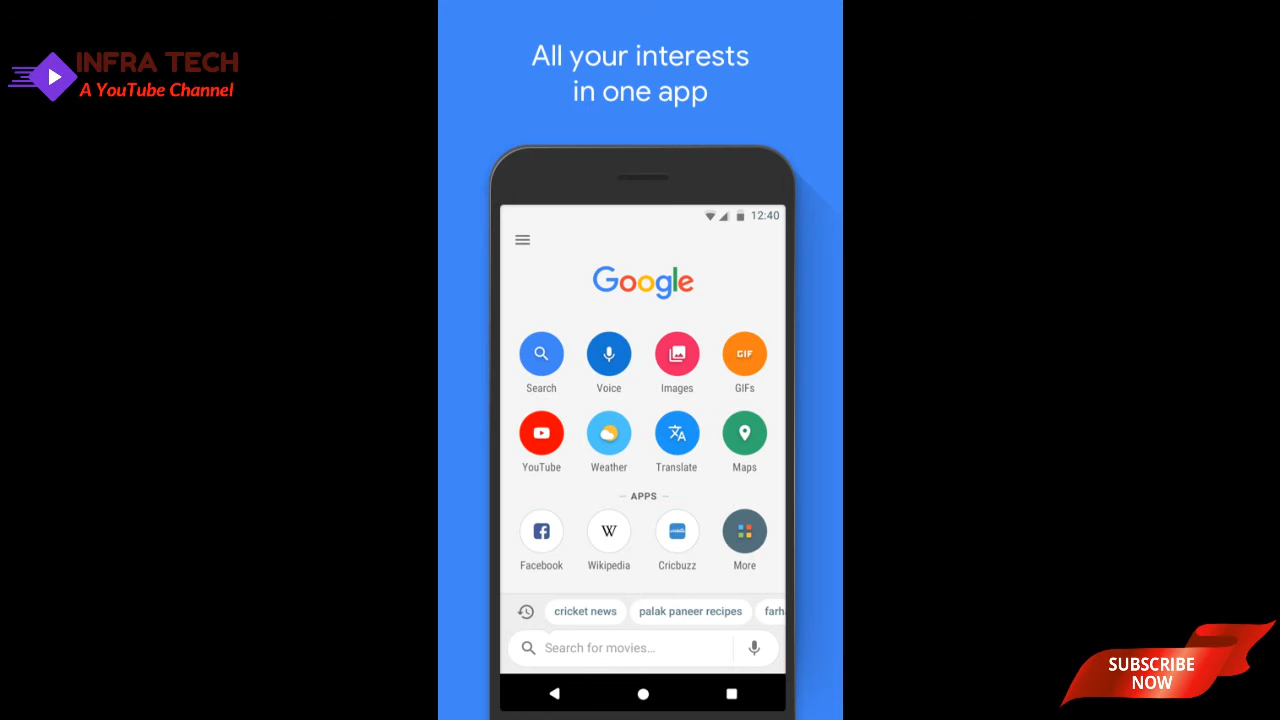 INFRA TECH
A YouTube Channel
All your interests
in one app
12:40
Google
Search Voice Images GIFs
GIF
YouTube Weather Translate Maps
APPS
W
Facebook Wikipedia Cricbuzz More
cricket news palak paneer recipes farh
Search for movies...
SUBSCRIBE
NOW